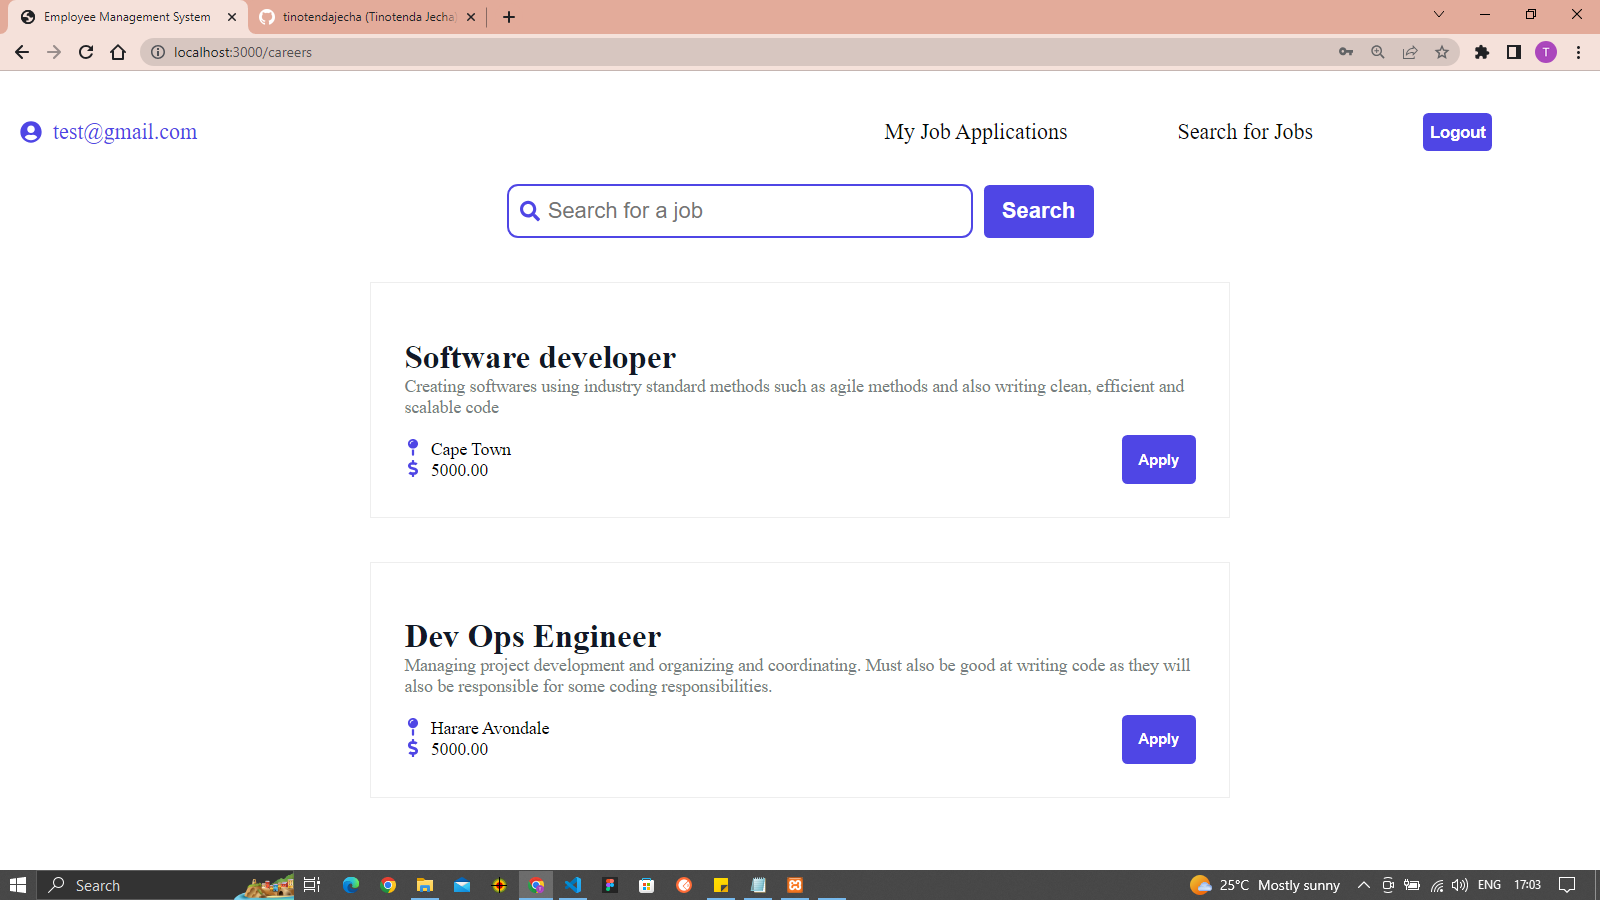 Employee Management System
tinotendajecha (Tinotenda Jecha)
localhost:3000/careers
T
test@gmail.com
My Job Applications
Search for Jobs
Logout
Search for a job
Search
Software developer
Creating softwares using industry standard methods such as agile methods and also writing clean, efficient and
scalable code
Cape Town
5000.00
Apply
Dev Ops Engineer
Managing project development and organizing and coordinating. Must also be good at writing code as they will
also be responsible for some coding responsibilities.
Harare Avondale
5000.00
Apply
Search
25°C Mostly sunny
ENG
17:03